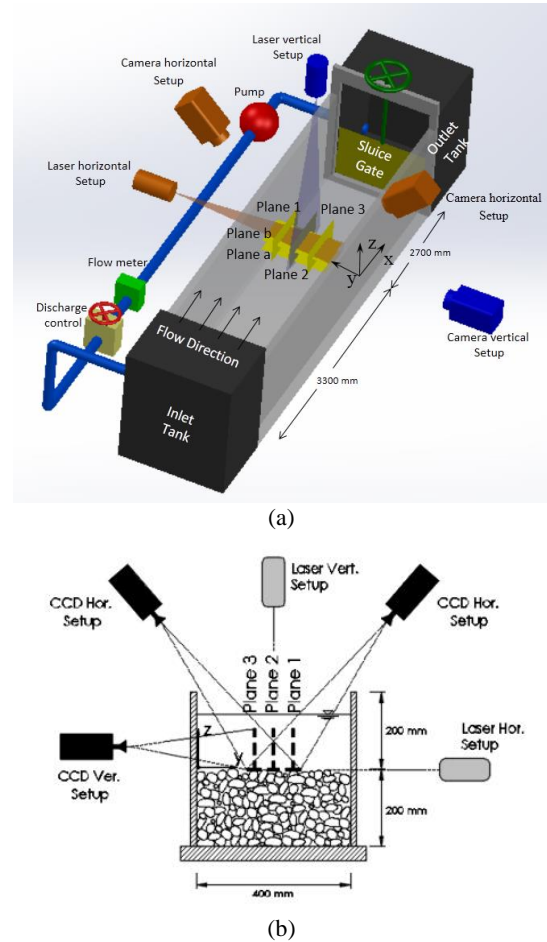 Laser vertical
Setup
Camera horizontal
Setup
Pump
Outlet
Tank
Sluice
Gate
Laser horizontal
Setup
Plane 1
Plane 3
Camera horizontal
Setup
Plane b
Plane a
z
x
y
2700 mm
Flow meter
Plane 2
Discharge
control
Flow Direction
Camera vertical
Setup
3300 mm
Inlet
Tank
(a)
Laser Vert.
Setup
CCD Hor.
Setup
CCD Hor.
Setup
Plane 3
Plane 2
Plane 1
200 mm
z
Laser Hor.
Setup
y
CCD Ver.
Setup
200 mm
400 mm
(b)